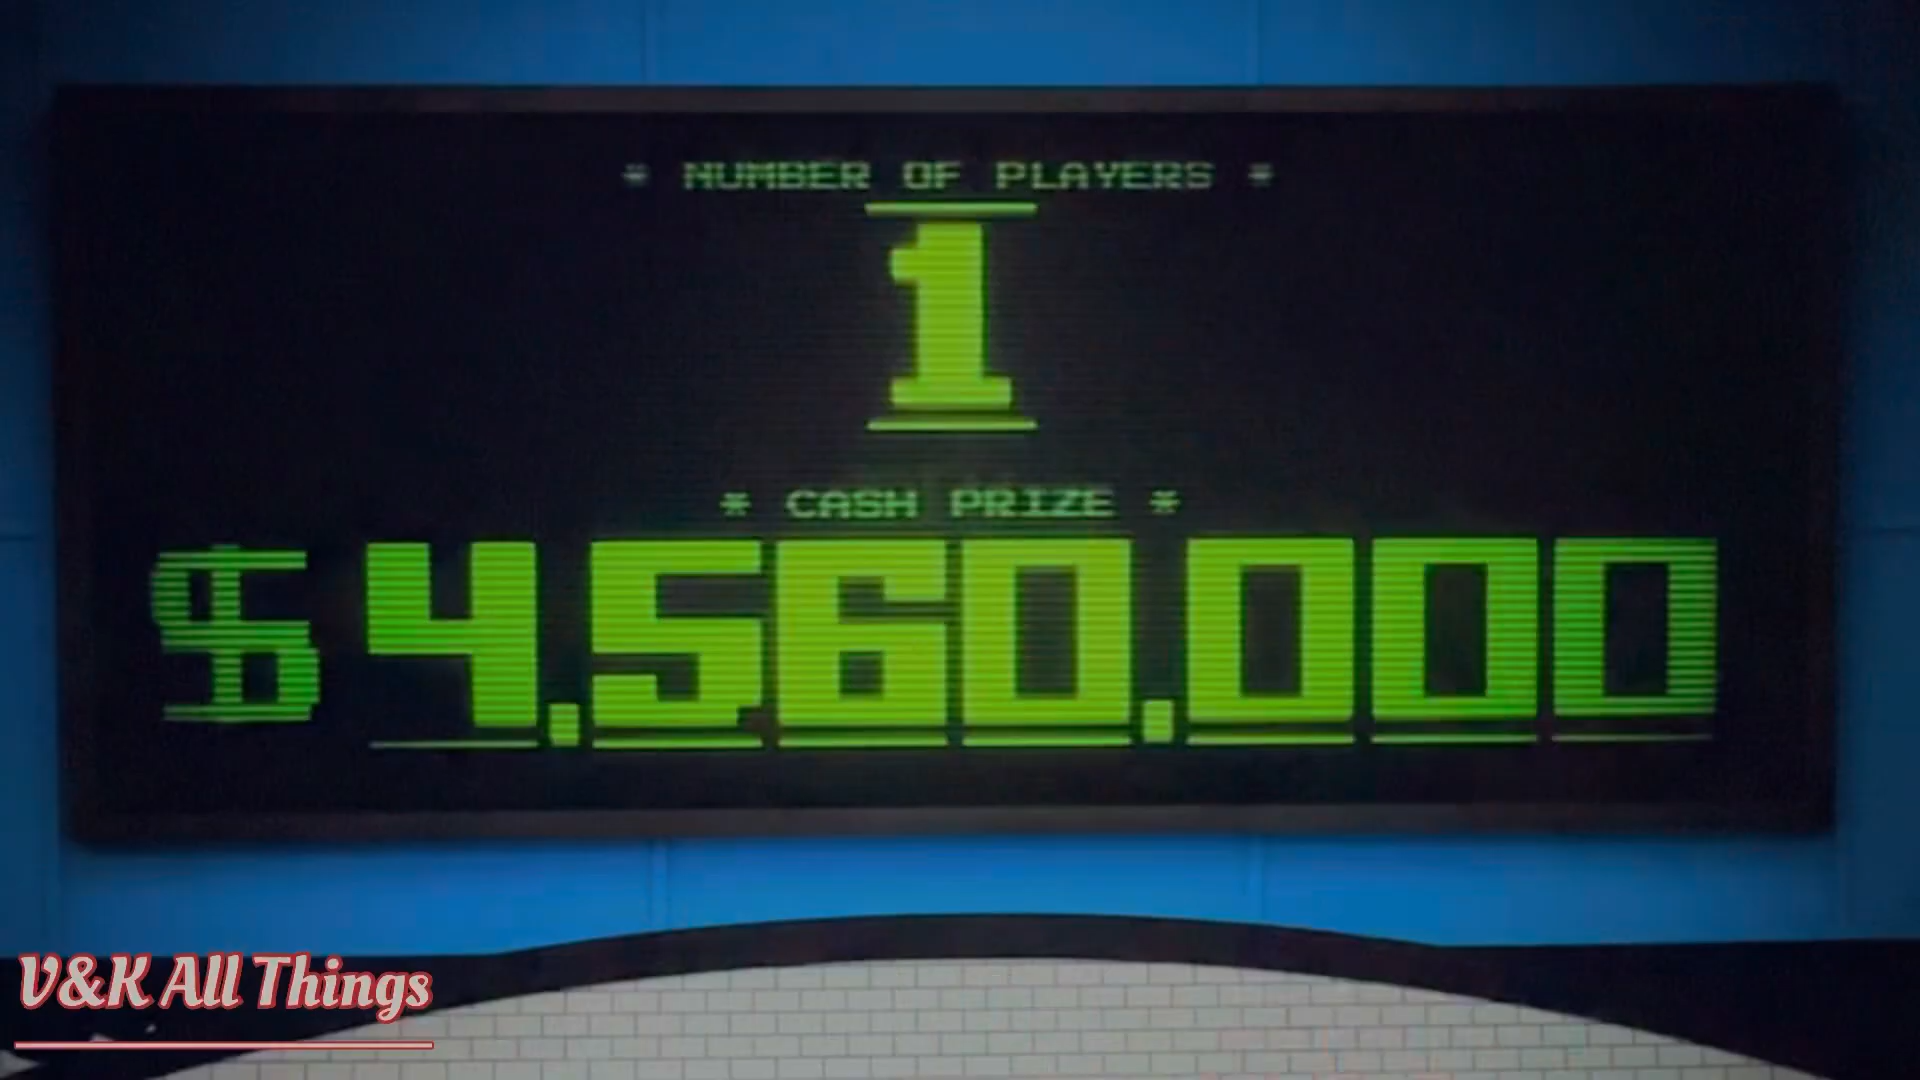 * NUMBER OF PLAYERS *
1
* CASH PRIZE *
$4,560,000
V&K All Things